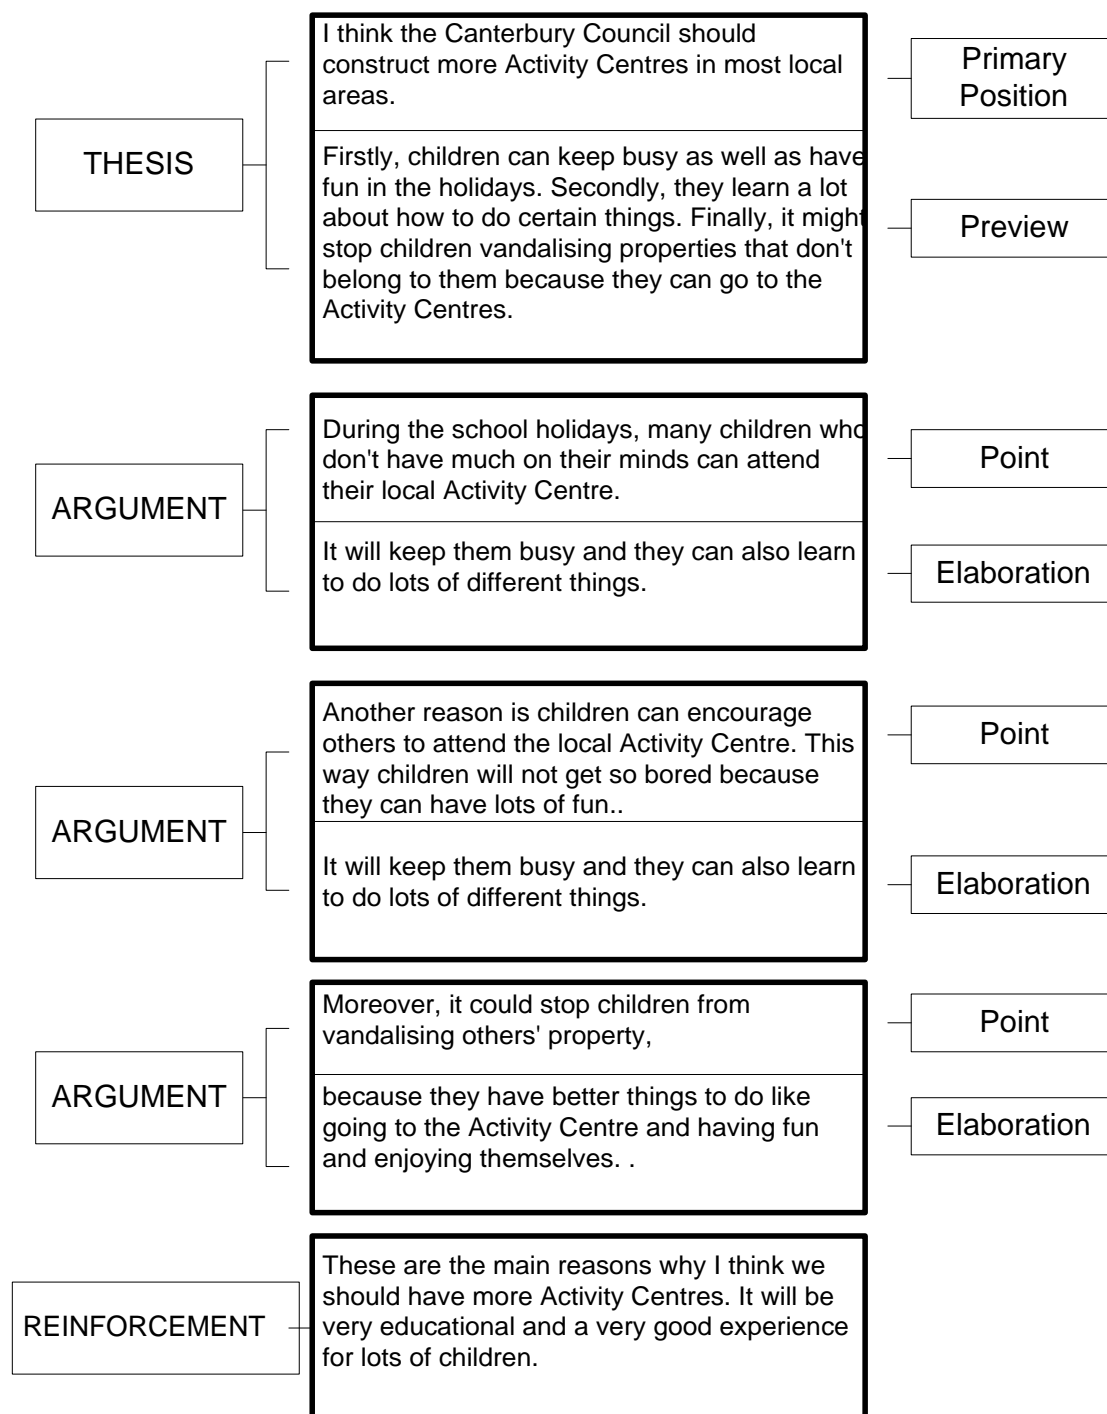 THESIS
I think the Canterbury Council should
construct more Activity Centres in most local
areas.
Primary
Position
Firstly, children can keep busy as well as have
fun in the holidays. Secondly, they learn a lot
about how to do certain things. Finally, it might
stop children vandalising properties that don't
belong to them because they can go to the
Activity Centres.
Preview
ARGUMENT
During the school holidays, many children who
don't have much on their minds can attend
their local Activity Centre.
Point
It will keep them busy and they can also learn
to do lots of different things.
Elaboration
ARGUMENT
Another reason is children can encourage
others to attend the local Activity Centre. This
way children will not get so bored because
they can have lots of fun..
Point
It will keep them busy and they can also learn
to do lots of different things.
Elaboration
ARGUMENT
Moreover, it could stop children from
vandalising others' property,
Point
because they have better things to do like
going to the Activity Centre and having fun
and enjoying themselves. .
Elaboration
REINFORCEMENT
These are the main reasons why I think we
should have more Activity Centres. It will be
very educational and a very good experience
for lots of children.